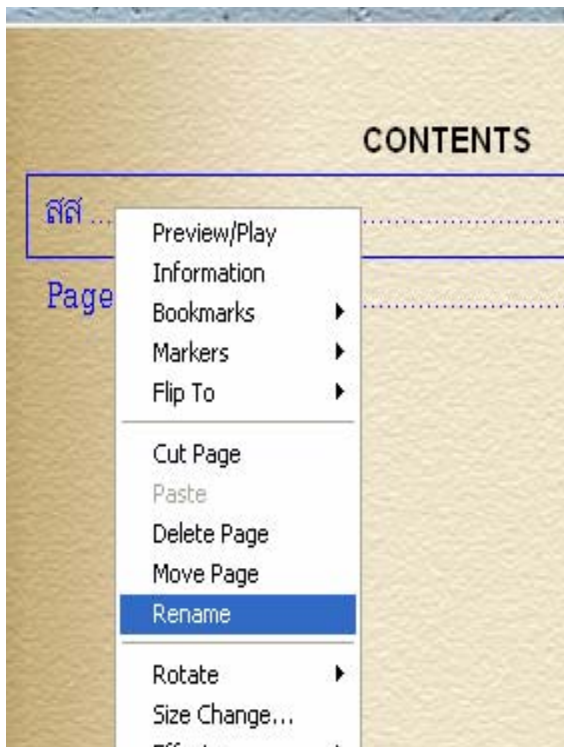 CONTENTS
สส ...
Page
Preview/Play
Information
Bookmarks
Markers
Flip To
Cut Page
Paste
Delete Page
Move Page
Rename
Rotate
Size Change...